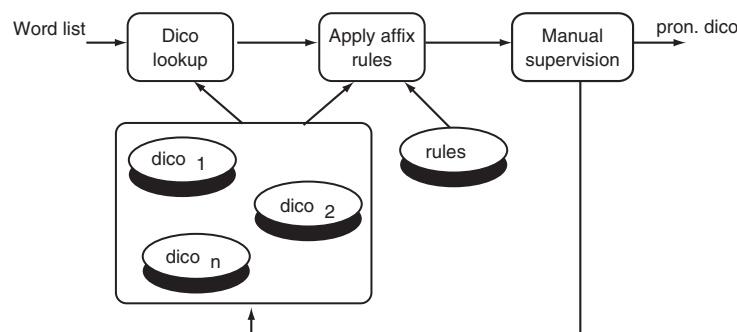 Word list
Dico
lookup
Apply affix
rules
Manual
supervision
pron. dico
dico 1
rules
dico 2
dico n